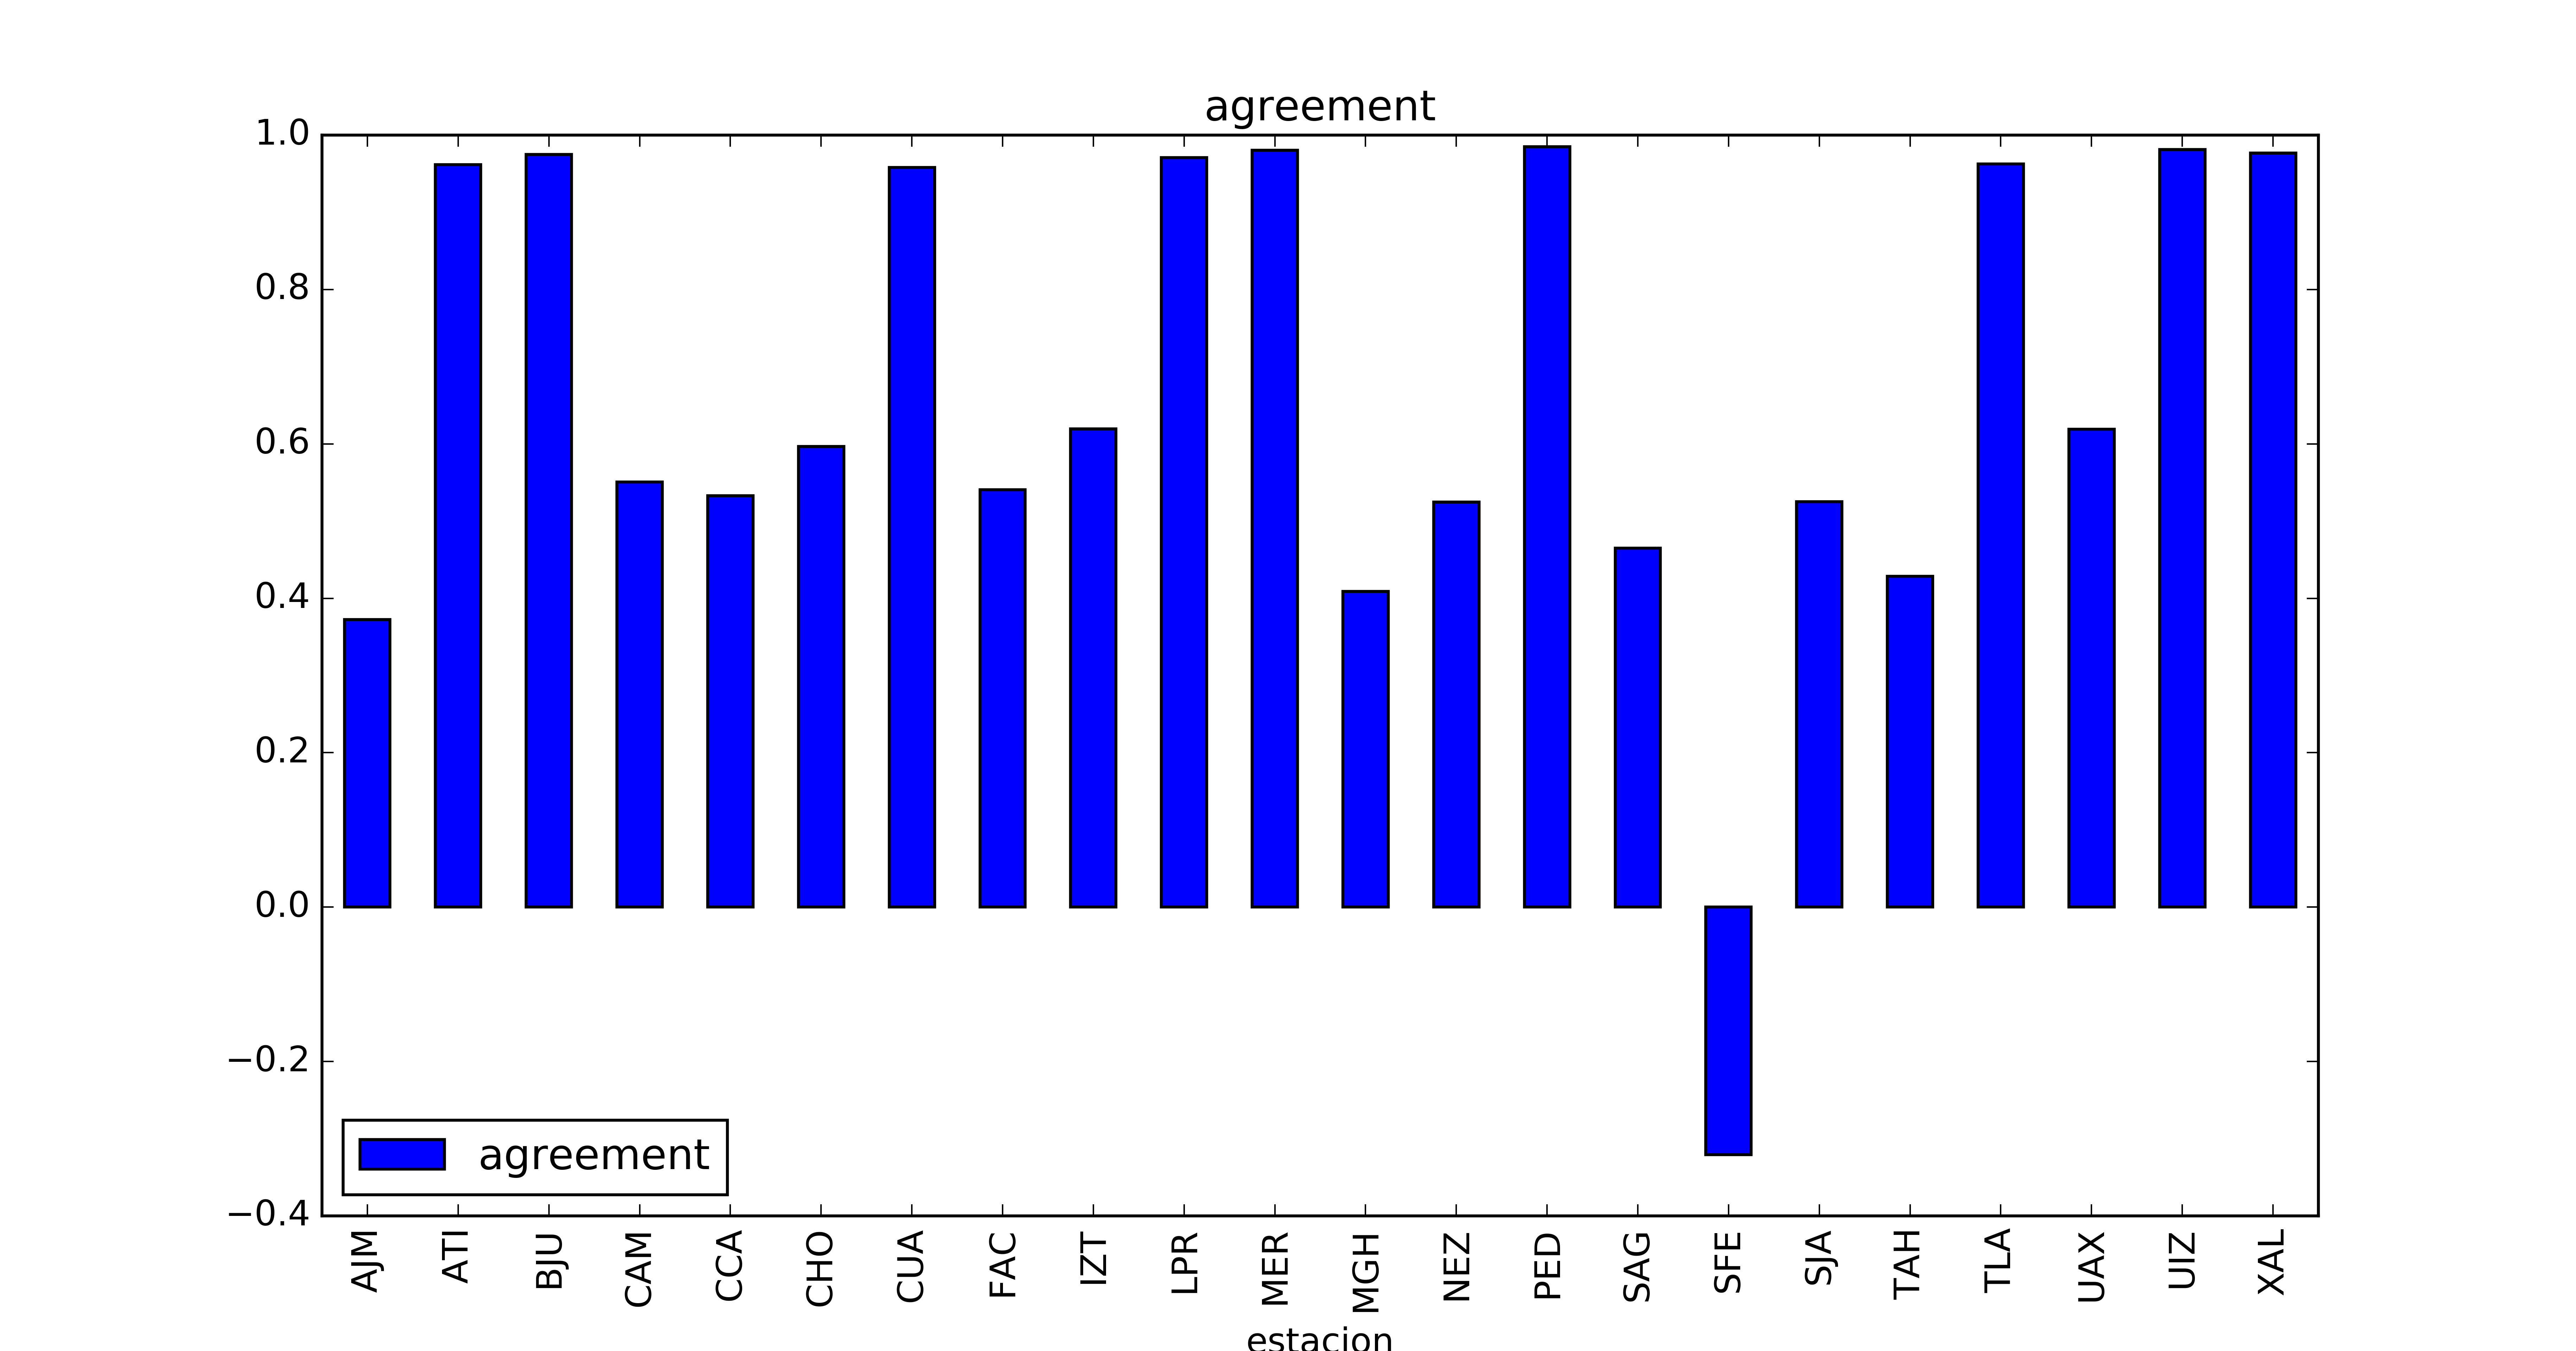 agreement
1.0
0.8
0.6
0.4
0.2
0.0
−0.2
−0.4
agreement
AJM
ATI
BJU
CAM
CCA
CHO
CUA
FAC
IZT
LPR
MER
MGH
NEZ
PED
SAG
SFE
SJA
TAH
TLA
UAX
UIZ
XAL
estacion